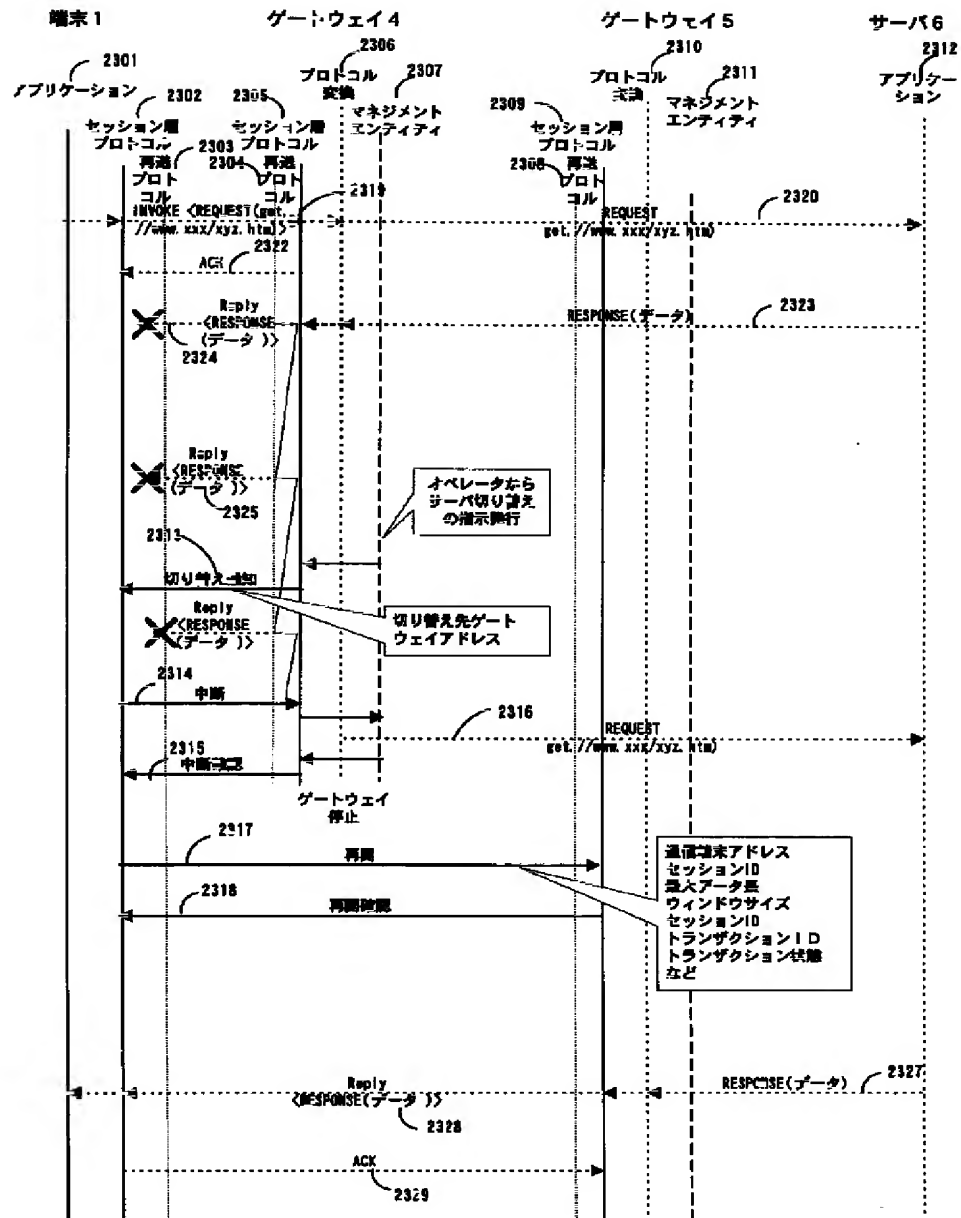 端末1
ゲートウェイ4
ゲートウェイ5
サーバ6
2301
アプリケーション
2302
セッション層
プロトコル
2303
再送
プロト
コル
2305
セッション層
プロトコル
2304
再送
プロト
コル
2306
プロトコル
変換
2307
マネジメント
エンティティ
2309
セッション層
プロトコル
2308
再送
プロト
コル
2310
プロトコル
変換
2311
マネジメント
エンティティ
2312
アプリケー
ション
2319
INVOKE <REQUEST(get.
//www.xxx/xyz.htm)>
REQUEST
get.//www.xxx/xyz.htm)
2320
ACK
2322
Reply
<RESPONSE
(データ)>
2324
RESPONSE(データ)
2323
Reply
<RESPONSE
(データ)>
2325
オペレータから
サーバ切り替え
の指示発行
2313
切り替え通知
切り替え先ゲート
ウェイアドレス
Reply
<RESPONSE
(データ)>
2314
中断
2316
REQUEST
get.//www.xxx/xyz.htm)
2315
中断確認
ゲートウェイ
停止
2317
再開
通信端末アドレス
セッションID
最大データ長
ウィンドウサイズ
セッションID
トランザクションID
トランザクション状態
など
2318
再開確認
RESPONSE(データ)
2327
Reply
<RESPONSE(データ)>
2328
ACK
2329